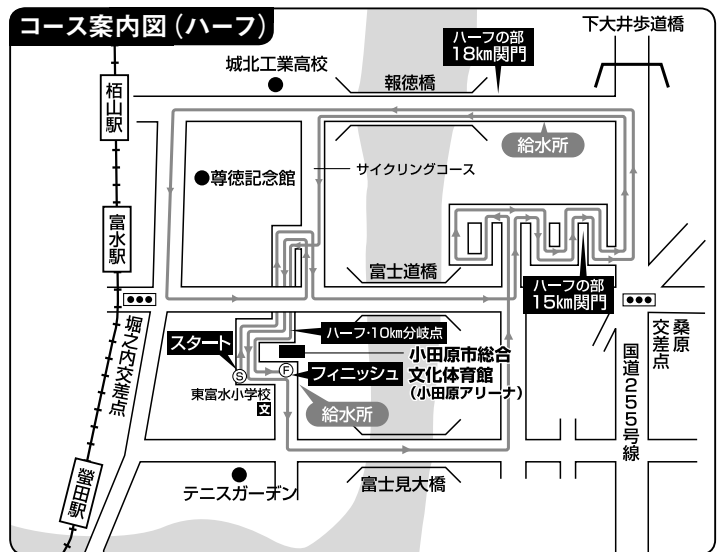 コース案内図(ハーフ)
下大井歩道橋
ハーフの部
18㎞関門
城北工業高校
報徳橋
栢山駅
給水所
サイクリングコース
尊徳記念館
富水駅
富士道橋
ハーフの部
15㎞関門
堀之内交差点
スタート
ハーフ・10㎞分岐点
小田原市総合
文化体育館
(小田原アリーナ)
フィニッシュ
S
F
東富水小学校
文
給水所
国道255号線
桑原
交差点
螢田駅
テニスガーデン
富士見大橋